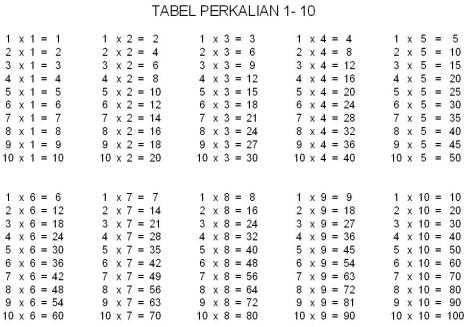 TABEL PERKALIAN 1- 10
1 x 1 = 1 1 x 2 = 2 1 x 3 = 3 1 x 4 = 4 1 x 5 = 5
2 x 1 = 2 2 x 2 = 4 2 x 3 = 6 2 x 4 = 8 2 x 5 = 10
3 x 1 = 3 3 x 2 = 6 3 x 3 = 9 3 x 4 = 12 3 x 5 = 15
4 x 1 = 4 4 x 2 = 8 4 x 3 = 12 4 x 4 = 16 4 x 5 = 20
5 x 1 = 5 5 x 2 = 10 5 x 3 = 15 5 x 4 = 20 5 x 5 = 25
6 x 1 = 6 6 x 2 = 12 6 x 3 = 18 6 x 4 = 24 6 x 5 = 30
7 x 1 = 7 7 x 2 = 14 7 x 3 = 21 7 x 4 = 28 7 x 5 = 35
8 x 1 = 8 8 x 2 = 16 8 x 3 = 24 8 x 4 = 32 8 x 5 = 40
9 x 1 = 9 9 x 2 = 18 9 x 3 = 27 9 x 4 = 36 9 x 5 = 45
10 x 1 = 10 10 x 2 = 20 10 x 3 = 30 10 x 4 = 40 10 x 5 = 50
1 x 6 = 6 1 x 7 = 7 1 x 8 = 8 1 x 9 = 9 1 x 10 = 10
2 x 6 = 12 2 x 7 = 14 2 x 8 = 16 2 x 9 = 18 2 x 10 = 20
3 x 6 = 18 3 x 7 = 21 3 x 8 = 24 3 x 9 = 27 3 x 10 = 30
4 x 6 = 24 4 x 7 = 28 4 x 8 = 32 4 x 9 = 36 4 x 10 = 40
5 x 6 = 30 5 x 7 = 35 5 x 8 = 40 5 x 9 = 45 5 x 10 = 50
6 x 6 = 36 6 x 7 = 42 6 x 8 = 48 6 x 9 = 54 6 x 10 = 60
7 x 6 = 42 7 x 7 = 49 7 x 8 = 56 7 x 9 = 63 7 x 10 = 70
8 x 6 = 48 8 x 7 = 56 8 x 8 = 64 8 x 9 = 72 8 x 10 = 80
9 x 6 = 54 9 x 7 = 63 9 x 8 = 72 9 x 9 = 81 9 x 10 = 90
10 x 6 = 60 10 x 7 = 70 10 x 8 = 80 10 x 9 = 90 10 x 10 = 100